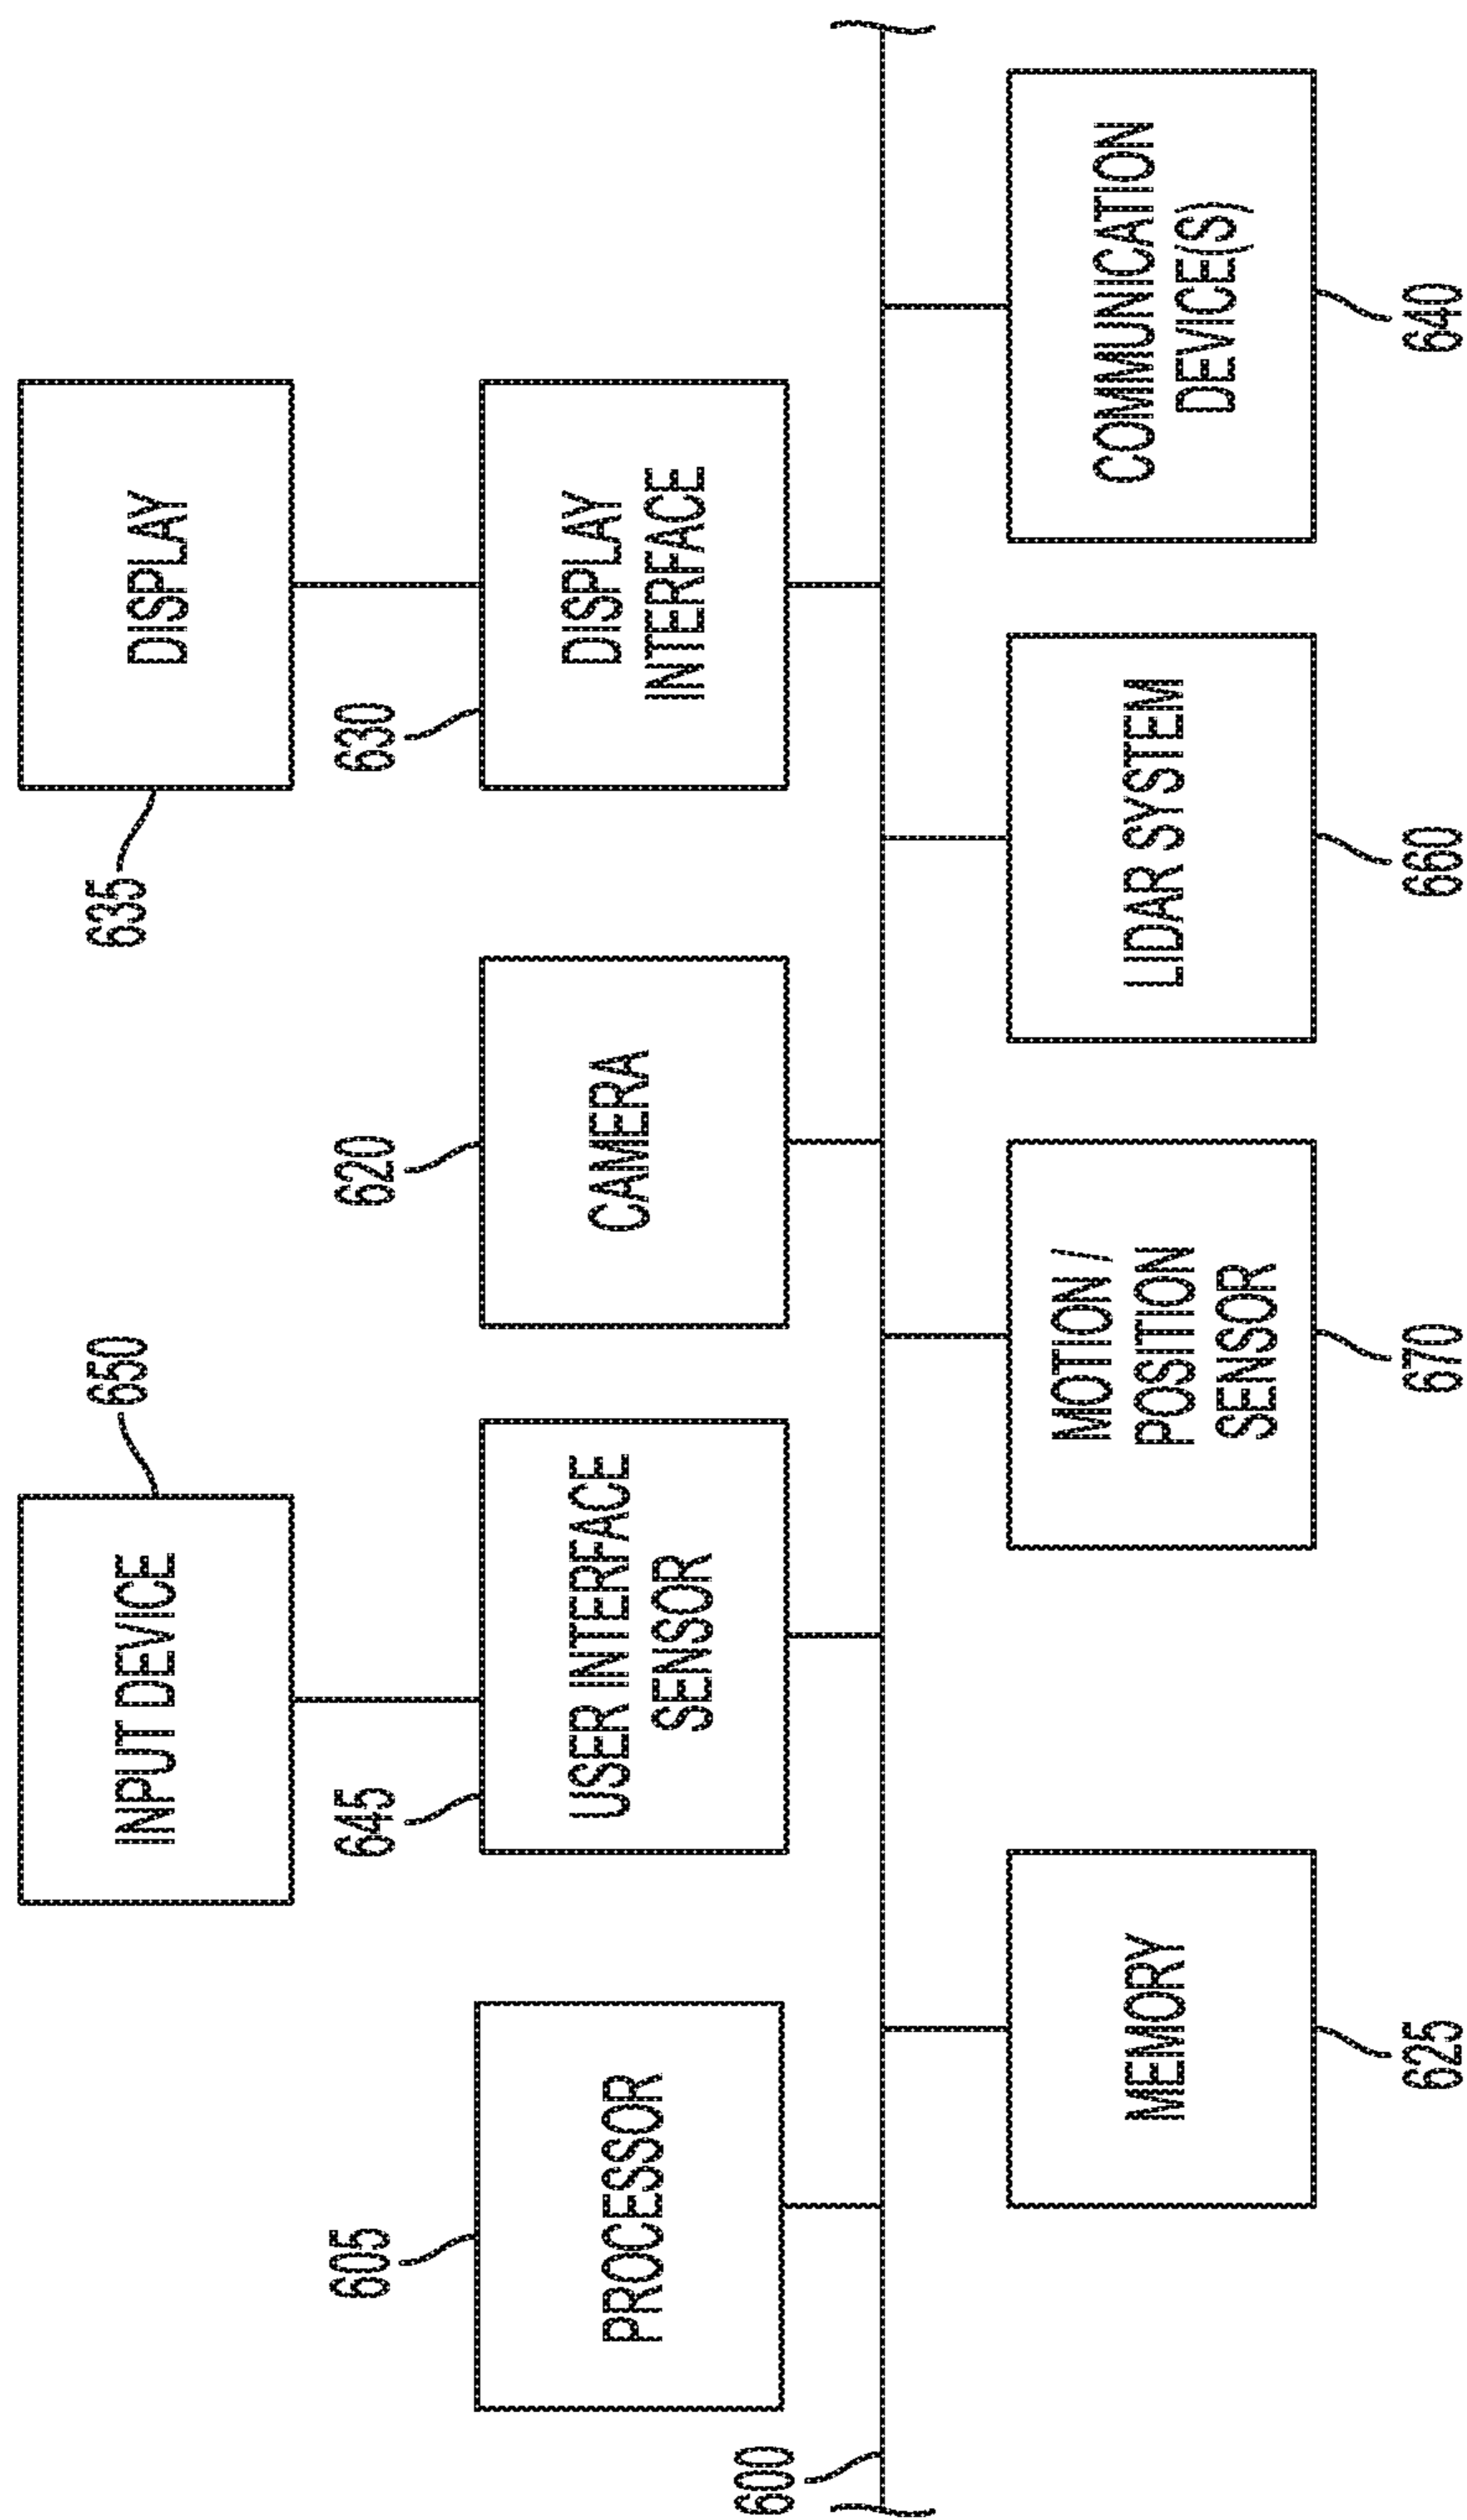 INPUT DEVICE
650
635
DISPLAY
605
645
620
630
PROCESSOR
USER INTERFACE
SENSOR
CAMERA
DISPLAY
INTERFACE
600
MEMORY
MOTION /
POSITION
SENSOR
LIDAR SYSTEM
COMMUNICATION
DEVICE(S)
625
670
660
640